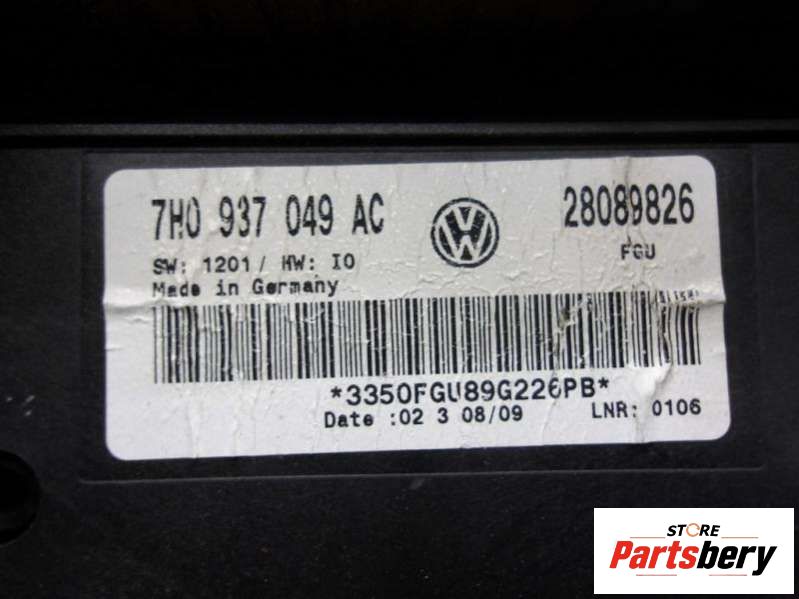 7H0 937 049 AC
28089826
FGU
SW: 1201/ HW: IO
Made in Germany
*3350FGU89G226PB*
Date :02 3 08/09
LNR: 0106
STORE
Partsbery